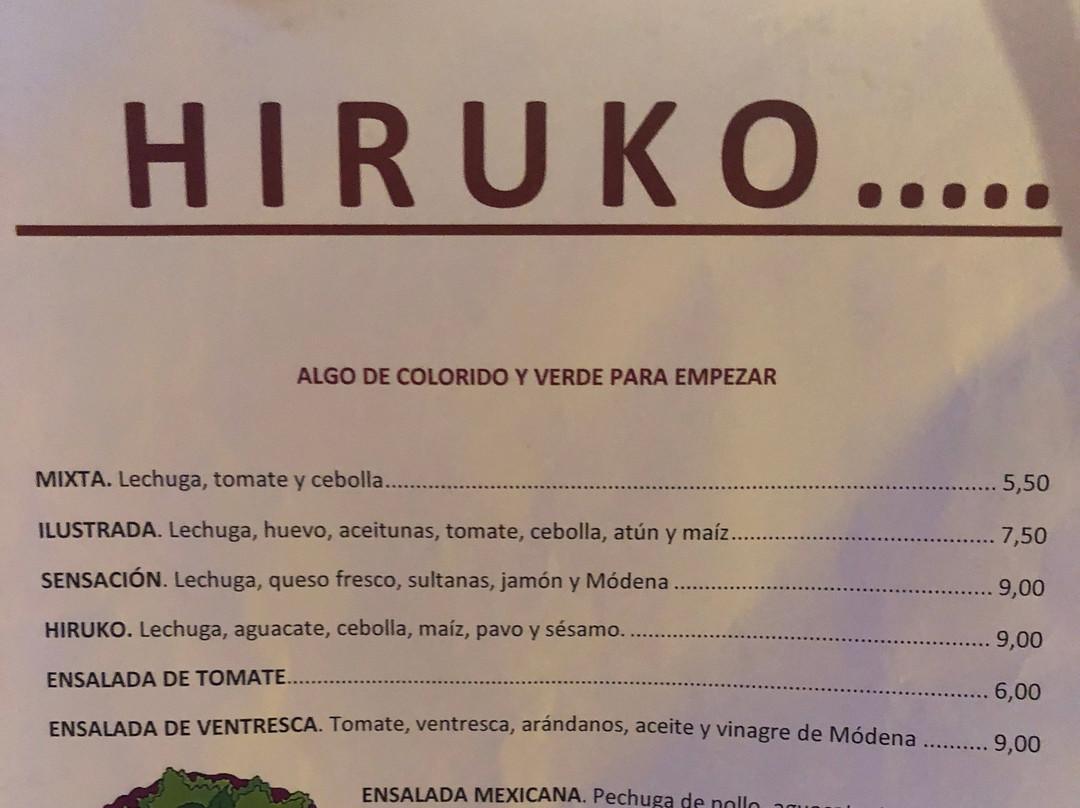 HIRUKO.....
ALGO DE COLORIDO Y VERDE PARA EMPEZAR
MIXTA. Lechuga, tomate y cebolla........ 5,50
ILUSTRADA. Lechuga, huevo, aceitunas, tomate, cebolla, atún y maíz........ 7,50
SENSACIÓN. Lechuga, queso fresco, sultanas, jamón y Módena ........ 9,00
HIRUKO. Lechuga, aguacate, cebolla, maíz, pavo y sésamo. ........ 9,00
ENSALADA DE TOMATE........ 6,00
ENSALADA DE VENTRESCA. Tomate, ventresca, arándanos, aceite y vinagre de Módena .......... 9,00
ENSALADA MEXICANA. Pechuga de pollo,